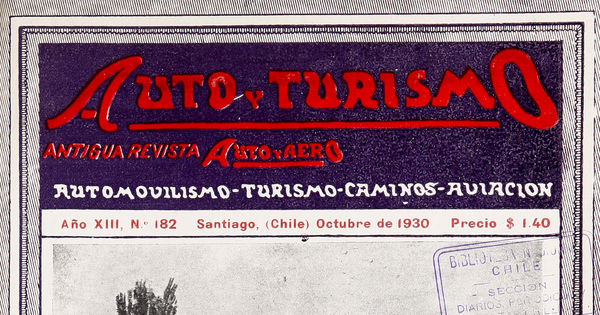 AUTO Y TURISMO
ANTIGUA REVISTA AUTO Y AERO
AUTOMOVILISMO-TURISMO-CAMINOS-AVIACION
Año XIII, N.o 182 Santiago, (Chile) Octubre de 1930 Precio $ 1.40
CHILE
SECCION